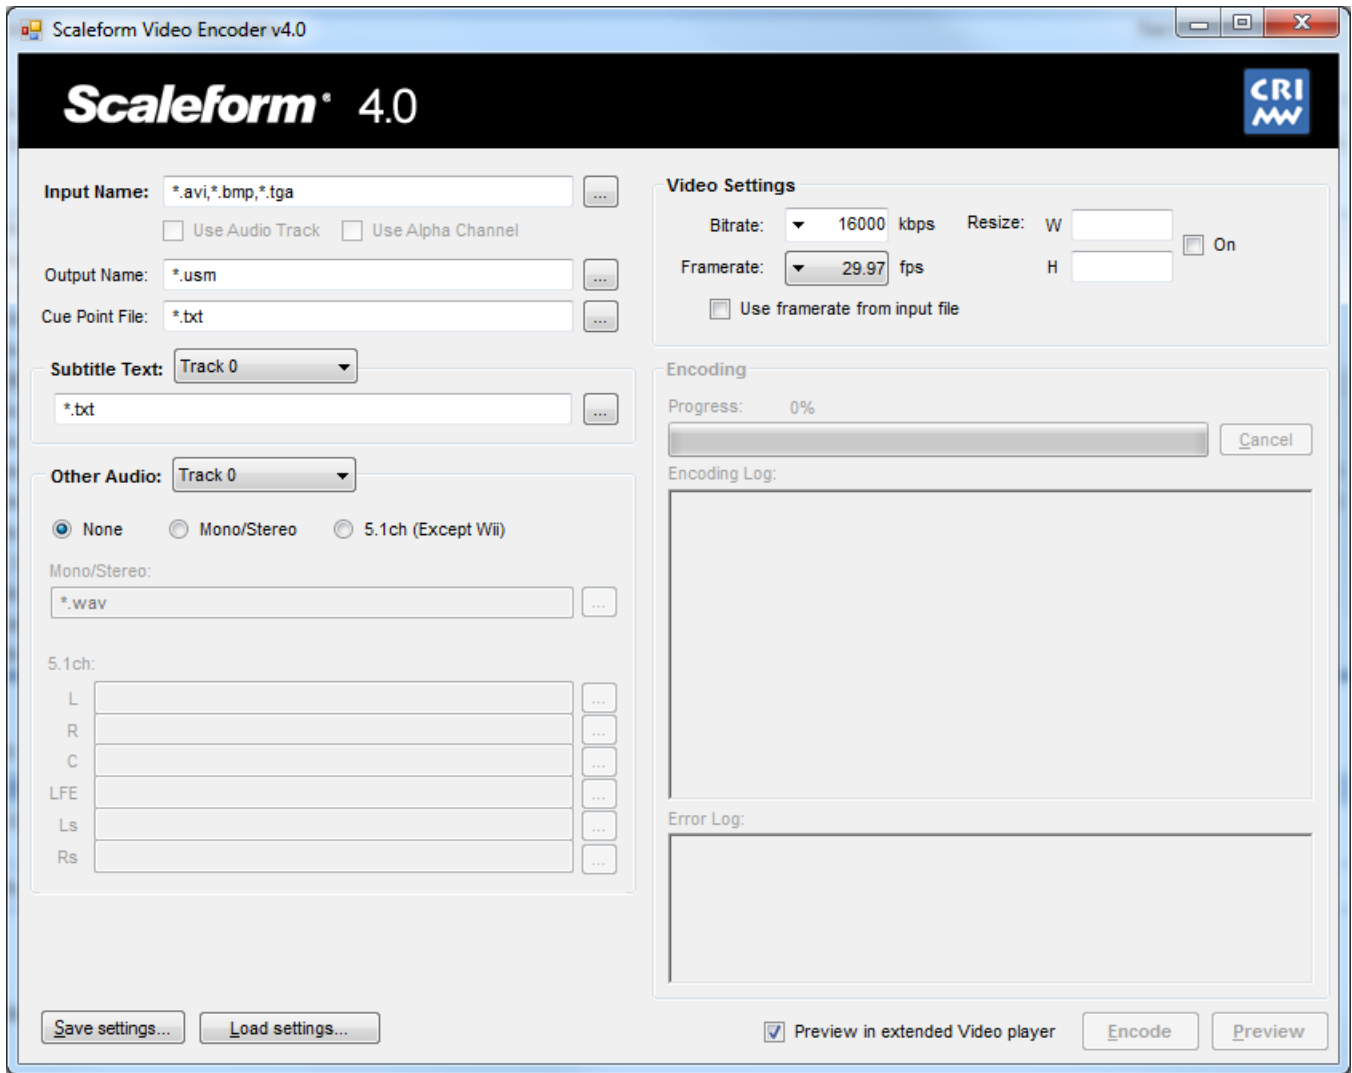 Scaleform Video Encoder v4.0
Scaleform® 4.0
CRI
MW
Input Name: *.avi,*.bmp,*.tga ...
Use Audio Track Use Alpha Channel
Output Name: *.usm ...
Cue Point File: *.txt ...
Subtitle Text: Track 0
*.txt ...
Other Audio: Track 0
None Mono/Stereo 5.1ch (Except Wii)
Mono/Stereo:
*.wav ...
5.1ch:
L ...
R ...
C ...
LFE ...
Ls ...
Rs ...
Save settings... Load settings...
Video Settings
Bitrate: 16000 kbps Resize: W
On
Framerate: 29.97 fps H
Use framerate from input file
Encoding
Progress: 0%
Cancel
Encoding Log:
Error Log:
Preview in extended Video player Encode Preview